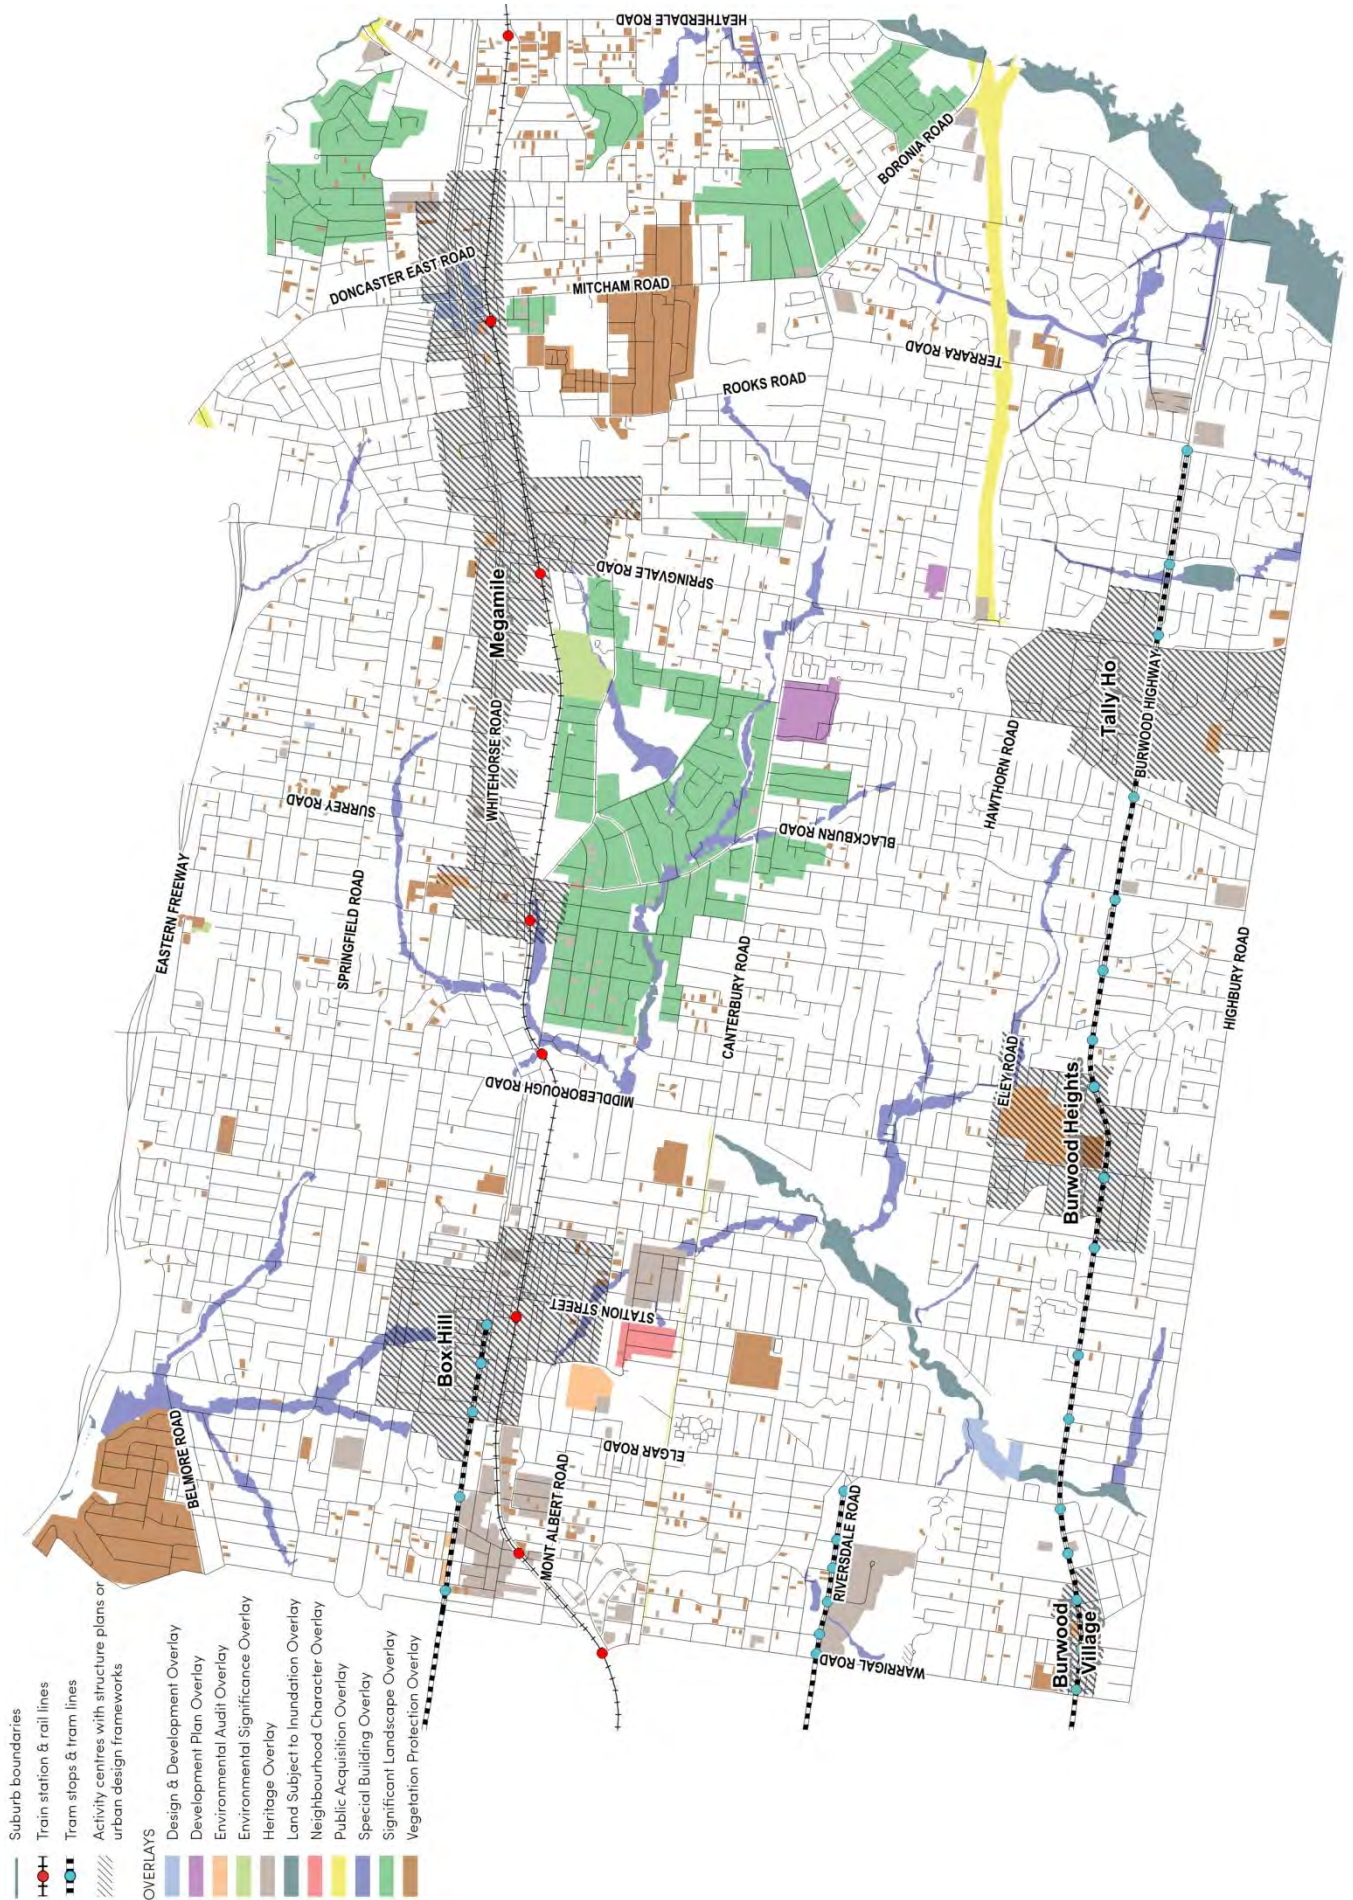 Suburb boundaries
Train station & rail lines
Tram stops & tram lines
Activity centres with structure plans or
urban design frameworks
OVERLAYS
Design & Development Overlay
Development Plan Overlay
Environmental Audit Overlay
Environmental Significance Overlay
Heritage Overlay
Land Subject to Inundation Overlay
Neighbourhood Character Overlay
Public Acquisition Overlay
Special Building Overlay
Significant Landscape Overlay
Vegetation Protection Overlay
BELMORE ROAD
EASTERN FREEWAY
SPRINGFIELD ROAD
SURREY ROAD
DONCASTER EAST ROAD
HEATHERDALE ROAD
Box Hill
MIDDLEBOROUGH ROAD
WHITEHORSE ROAD
Megamile
MONT ALBERT ROAD
STATION STREET
ELGAR ROAD
SPRINGVALE ROAD
MITCHAM ROAD
ROOKS ROAD
CANTERBURY ROAD
BLACKBURN ROAD
BORONIA ROAD
TERRARA ROAD
RIVERSDALE ROAD
WARRIGAL ROAD
ELEY ROAD
HAWTHORN ROAD
Burwood
Village
Burwood Heights
Tally Ho
BURWOOD HIGHWAY
HIGHBURY ROAD